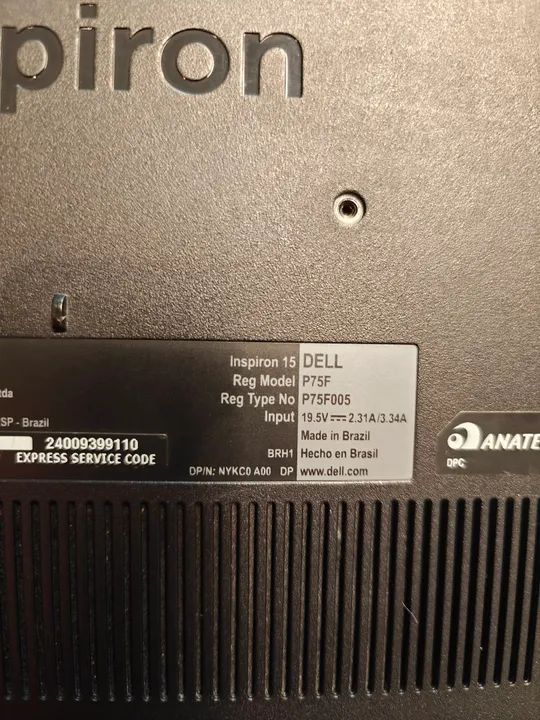 piron
Inspiron 15 DELL
Reg Model P75F
Reg Type No P75F005
Input 19.5V⎓2.31A/3.34A
Made in Brazil
BRH1 Hecho en Brasil
DP/N: NYKC0 A00 DP www.dell.com
tda
SP - Brazil
24009399110
EXPRESS SERVICE CODE
ANATE
DPC